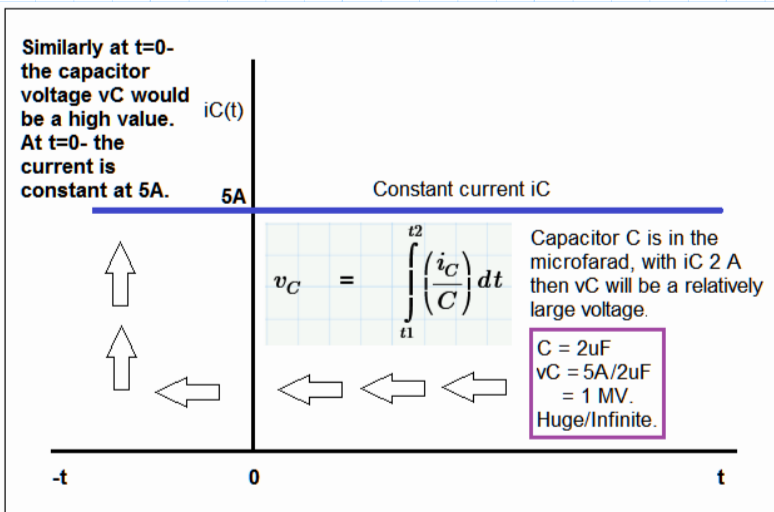 Similarly at t=0-
the capacitor
voltage vC would
be a high value.
At t=0- the
current is
constant at 5A.
iC(t)
5A
Constant current iC
t2
vC = ∫ (iC/C) dt
t1
Capacitor C is in the
microfarad, with iC 2 A
then vC will be a relatively
large voltage.
C = 2uF
vC = 5A/2uF
= 1 MV.
Huge/Infinite.
-t
0
t